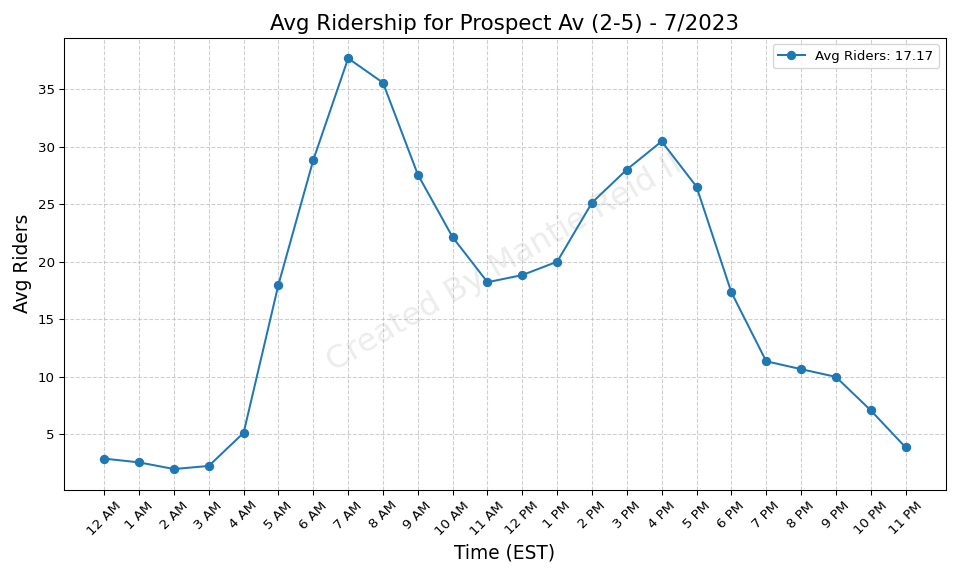 Avg Ridership for Prospect Av (2-5) - 7/2023
Avg Riders: 17.17
Avg Riders
35
30
25
20
15
10
5
Created By Mantie Reid
12 AM
1 AM
2 AM
3 AM
4 AM
5 AM
6 AM
7 AM
8 AM
9 AM
10 AM
11 AM
12 PM
1 PM
2 PM
3 PM
4 PM
5 PM
6 PM
7 PM
8 PM
9 PM
10 PM
11 PM
Time (EST)